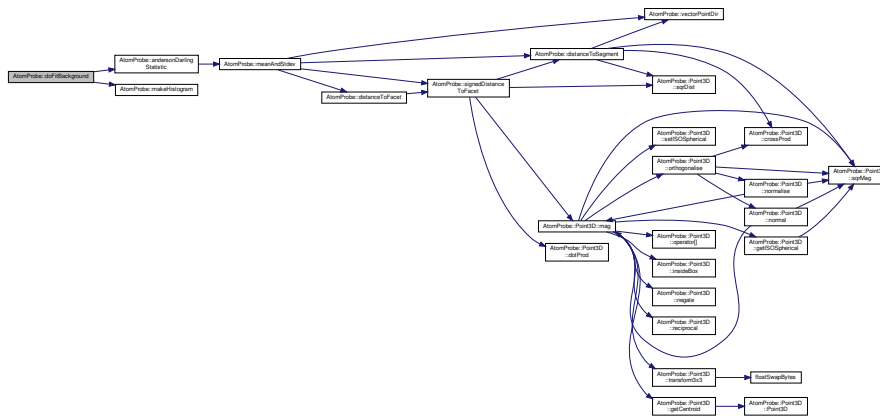 AtomProbe::doFitBackground
AtomProbe::andersonDarling
Statistic
AtomProbe::makeHistogram
AtomProbe::meanAndStdev
AtomProbe::distanceToFacet
AtomProbe::signedDistance
ToFacet
AtomProbe::distanceToSegment
AtomProbe::vectorPointDir
AtomProbe::Point3D
::sqrDist
AtomProbe::Point3D::mag
AtomProbe::Point3D
::dotProd
AtomProbe::Point3D
::setISOSpherical
AtomProbe::Point3D
::orthogonalise
AtomProbe::Point3D
::operator[]
AtomProbe::Point3D
::insideBox
AtomProbe::Point3D
::negate
AtomProbe::Point3D
::reciprocal
AtomProbe::Point3D
::transform3x3
AtomProbe::Point3D
::getCentroid
AtomProbe::Point3D
::crossProd
AtomProbe::Point3D
::normalise
AtomProbe::Point3D
::normal
AtomProbe::Point3D
::getISOSpherical
floatSwapBytes
AtomProbe::Point3D
::Point3D
AtomProbe::Point3D
::sqrMag